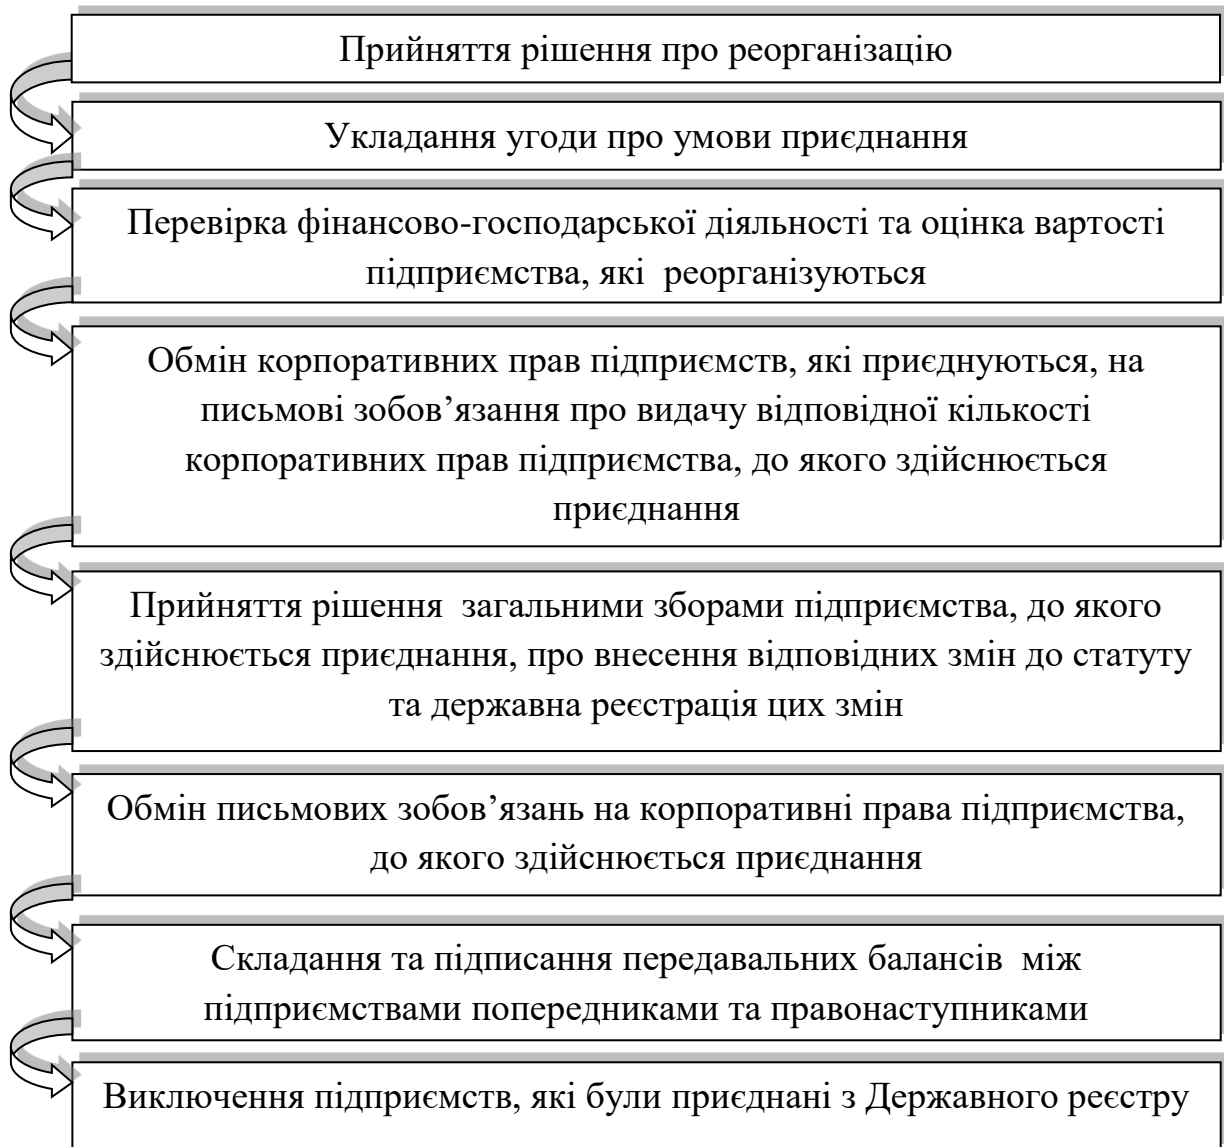 Прийняття рішення про реорганізацію
Укладання угоди про умови приєднання
Перевірка фінансово-господарської діяльності та оцінка вартості
підприємства, які реорганізуються
Обмін корпоративних прав підприємств, які приєднуються, на
письмові зобов’язання про видачу відповідної кількості
корпоративних прав підприємства, до якого здійснюється
приєднання
Прийняття рішення загальними зборами підприємства, до якого
здійснюється приєднання, про внесення відповідних змін до статуту
та державна реєстрація цих змін
Обмін письмових зобов’язань на корпоративні права підприємства,
до якого здійснюється приєднання
Складання та підписання передавальних балансів між
підприємствами попередниками та правонаступниками
Виключення підприємств, які були приєднані з Державного реєстру